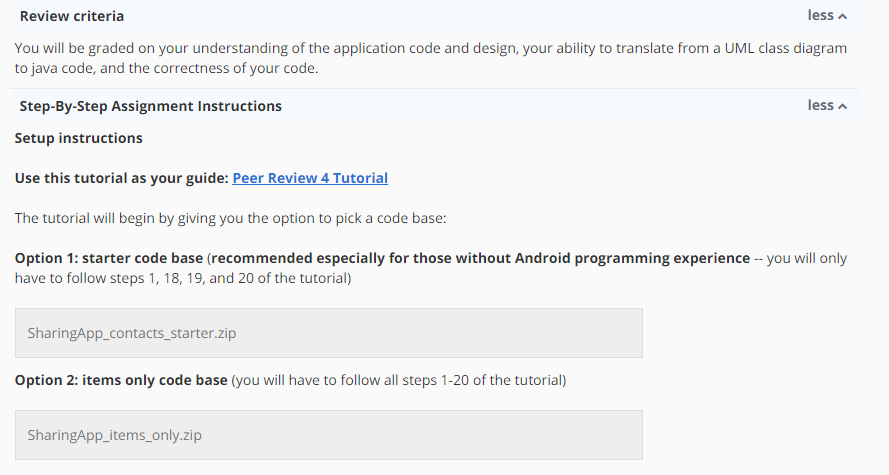 Review criteria
less
You will be graded on your understanding of the application code and design, your ability to translate from a UML class diagram
to java code, and the correctness of your code.
Step-By-Step Assignment Instructions
less
Setup instructions
Use this tutorial as your guide: Peer Review 4 Tutorial
The tutorial will begin by giving you the option to pick a code base:
Option 1: starter code base (recommended especially for those without Android programming experience -- you will only
have to follow steps 1, 18, 19, and 20 of the tutorial)
SharingApp_contacts_starter.zip
Option 2: items only code base (you will have to follow all steps 1-20 of the tutorial)
SharingApp_items_only.zip